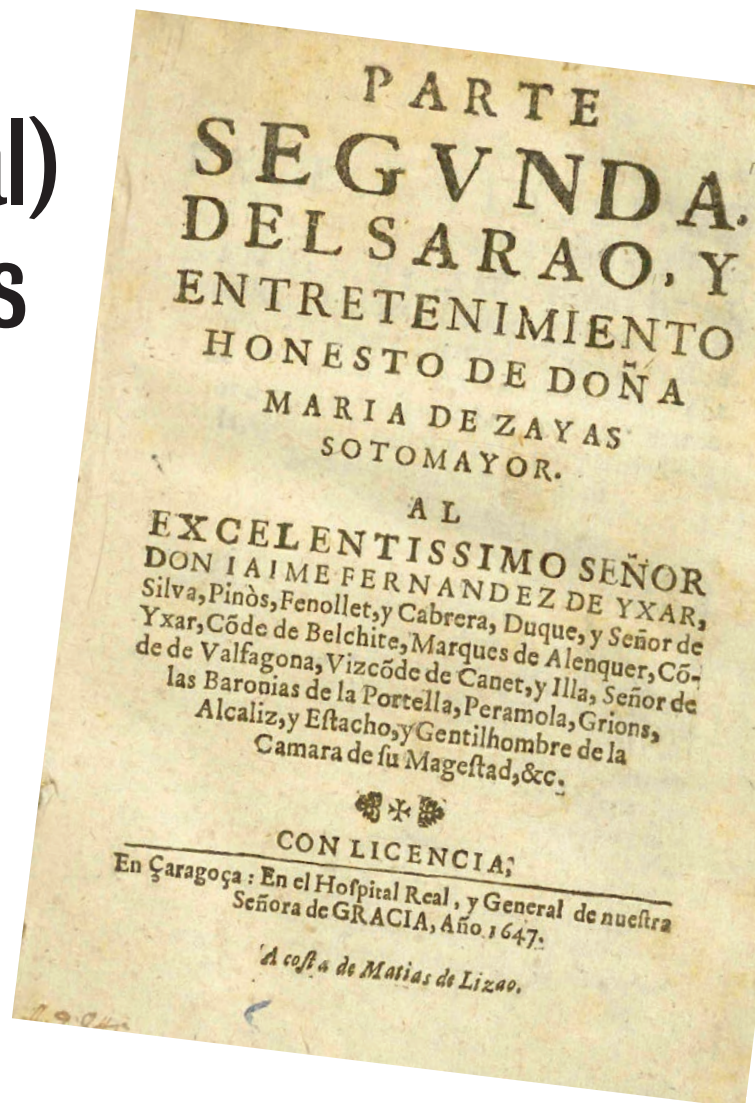 al)
s
PARTE
SEGVNDA.
DEL SARAO, Y
ENTRETENIMIENTO
HONESTO DE DOÑA
MARIA DE ZAYAS
SOTOMAYOR.
AL
EXCELENTISSIMO SEÑOR
DON IAIME FERNANDEZ DE YXAR,
Silva, Pinòs, Fenollet, y Cabrera, Duque, y Señor de
Yxar, Cõde de Belchite, Marques de Alenquer, Cõ-
de de Valfagona, Vizcõde de Canet, y Illa, Señor de
las Baronias de la Portella, Peramola, Grions,
Alcaliz, y Eſtacho, y Gentilhombre de la
Camara de ſu Mageſtad, &c.
CON LICENCIA;
En Çaragoça : En el Hoſpital Real, y General de nueſtra
Señora de GRACIA, Año 1647.
A coſta de Matias de Lizao.